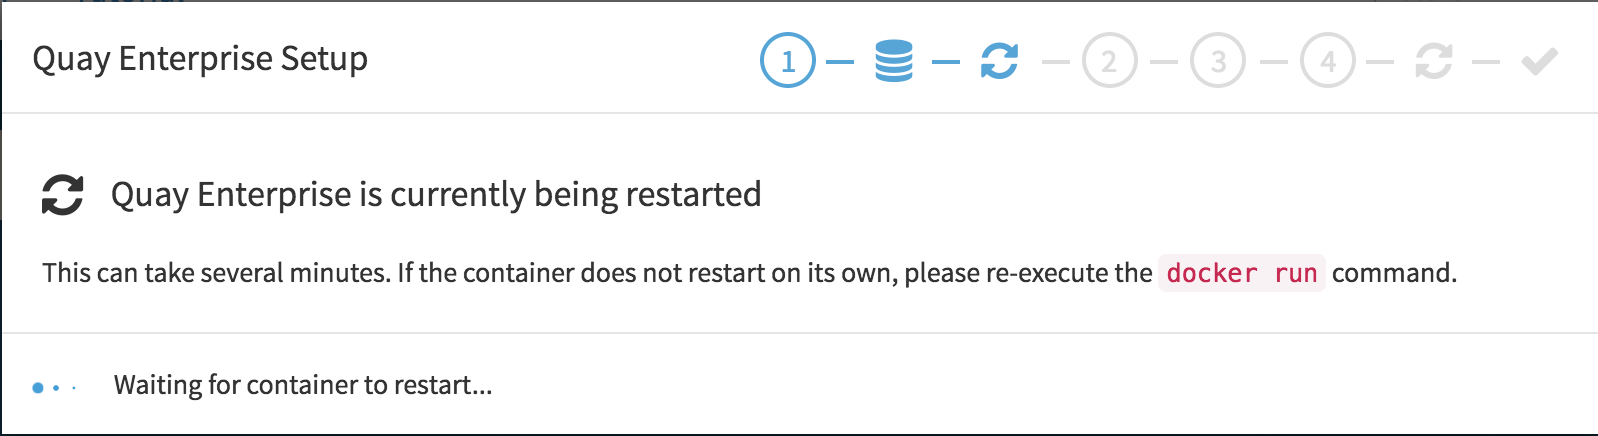 Quay Enterprise Setup
1
2
3
4
Quay Enterprise is currently being restarted
This can take several minutes. If the container does not restart on its own, please re-execute the docker run command.
Waiting for container to restart...